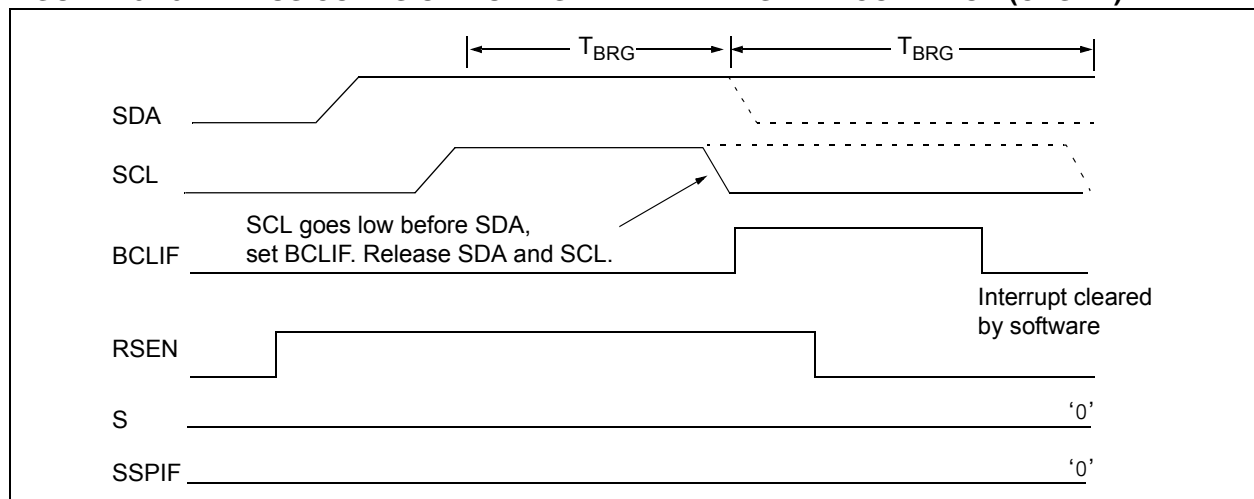 TBRG TBRG
SDA
SCL
SCL goes low before SDA,
set BCLIF. Release SDA and SCL.
BCLIF
Interrupt cleared
by software
RSEN
S '0'
SSPIF '0'